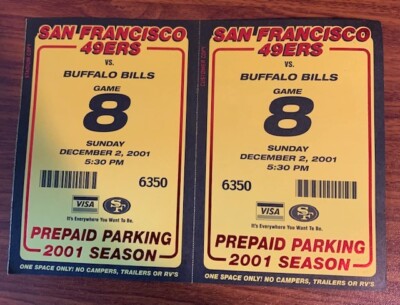 SAN FRANCISCO
49ERS
VS.
BUFFALO BILLS
GAME
8
SUNDAY
DECEMBER 2, 2001
5:30 PM
6350
VISA
SF
It's Everywhere You Want To Be.
PREPAID PARKING
2001 SEASON
ONE SPACE ONLY! NO CAMPERS, TRAILERS OR RV'S
SAN FRANCISCO
49ERS
VS.
BUFFALO BILLS
GAME
8
SUNDAY
DECEMBER 2, 2001
5:30 PM
6350
VISA
SF
It's Everywhere You Want To Be.
PREPAID PARKING
2001 SEASON
ONE SPACE ONLY! NO CAMPERS, TRAILERS OR RV'S